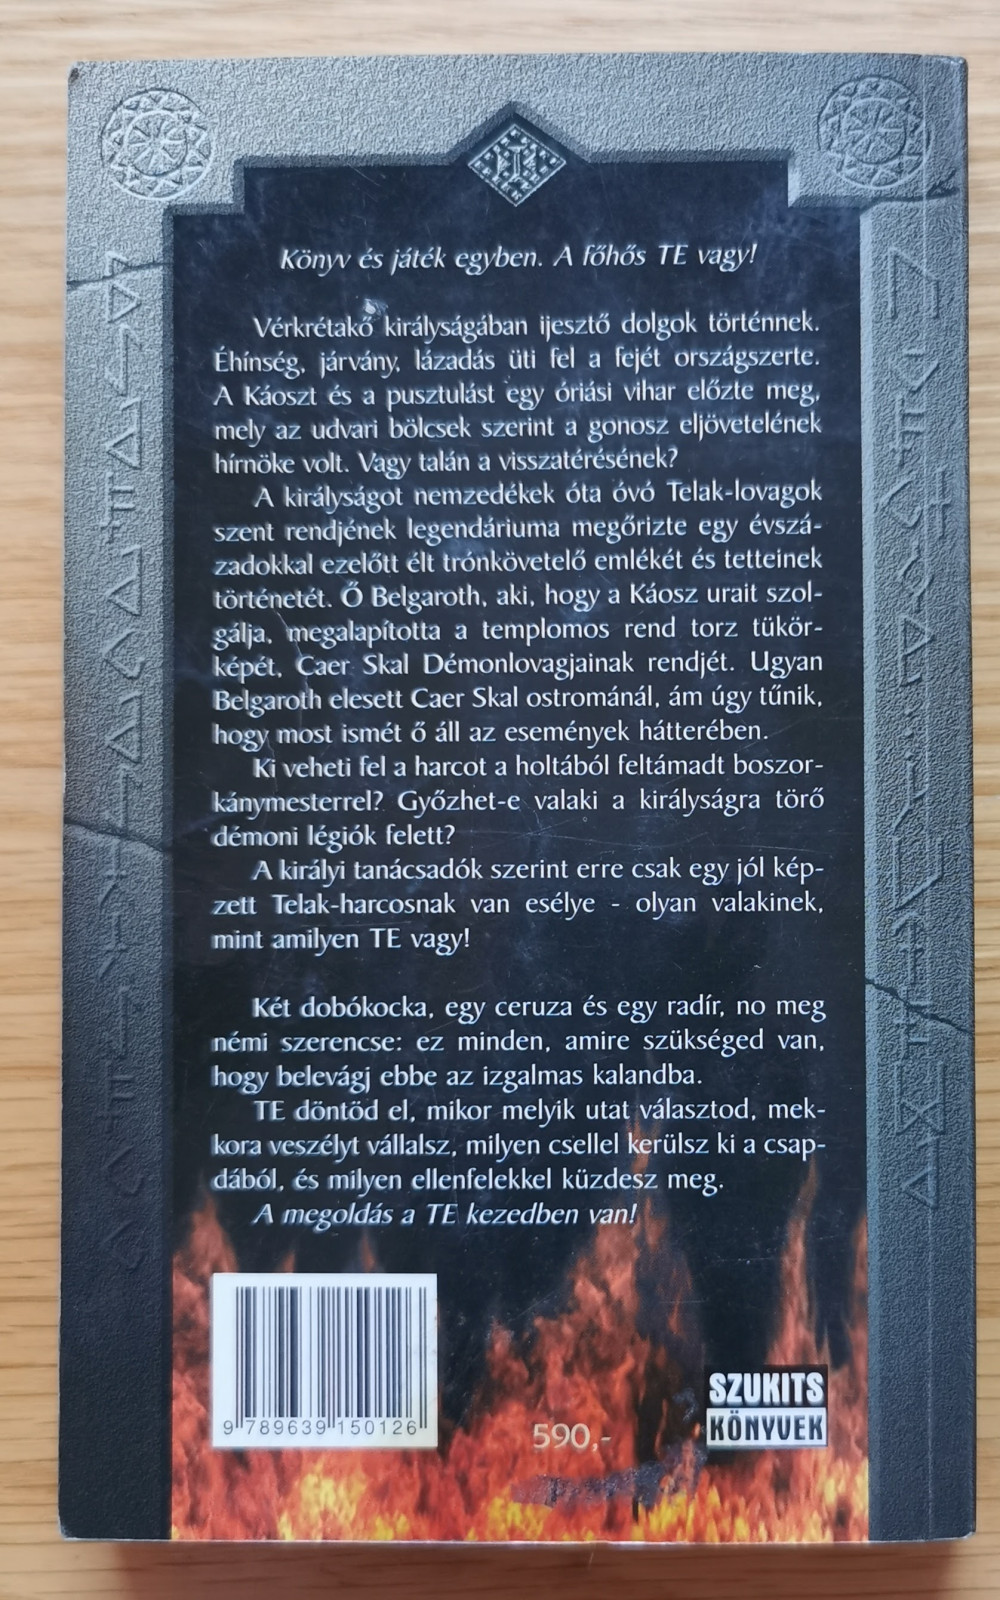 Könyv és játék egyben. A főhős TE vagy!
Vérkrétakő királyságában ijesztő dolgok történnek.
Éhínség, járvány, lázadás üti fel a fejét országszerte.
A Káoszt és a pusztulást egy óriási vihar előzte meg,
mely az udvari bölcsek szerint a gonosz eljövetelének
hírnöke volt. Vagy talán a visszatérésének?
A királyságot nemzedékek óta óvó Telak-lovagok
szent rendjének legendáriuma megőrizte egy évszá-
zadokkal ezelőtt élt trónkövetelő emlékét és tetteinek
történetét. Ő Belgaroth, aki, hogy a Káosz urait szol-
gálja, megalapította a templomos rend torz tükör-
képét, Caer Skal Démonlovagjainak rendjét. Ugyan
Belgaroth elesett Caer Skal ostrománál, ám úgy tűnik,
hogy most ismét ő áll az események hátterében.
Ki veheti fel a harcot a holtából feltámadt boszor-
kánymesterrel? Győzhet-e valaki a királyságra törő
démoni légiók felett?
A királyi tanácsadók szerint erre csak egy jól kép-
zett Telak-harcosnak van esélye - olyan valakinek,
mint amilyen TE vagy!
Két dobókocka, egy ceruza és egy radír, no meg
némi szerencse: ez minden, amire szükséged van,
hogy belevágj ebbe az izgalmas kalandba.
TE döntöd el, mikor melyik utat választod, mek-
kora veszélyt vállalsz, milyen csellel kerülsz ki a csap-
dából, és milyen ellenfelekkel küzdesz meg.
A megoldás a TE kezedben van!
9 789639 150126
590,-
SZUKITS
KÖNYVEK